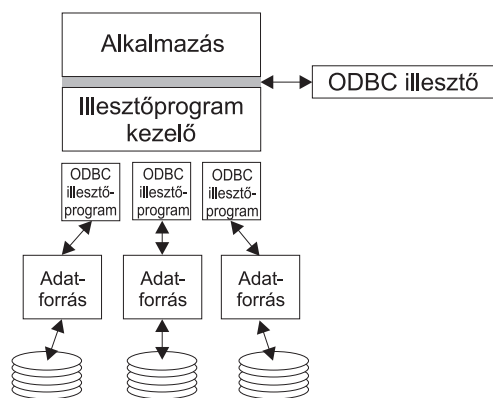 Alkalmazás
ODBC illesztő
Illesztőprogram
kezelő
ODBC
illesztő-
program
ODBC
illesztő-
program
ODBC
illesztő-
program
Adat-
forrás
Adat-
forrás
Adat-
forrás